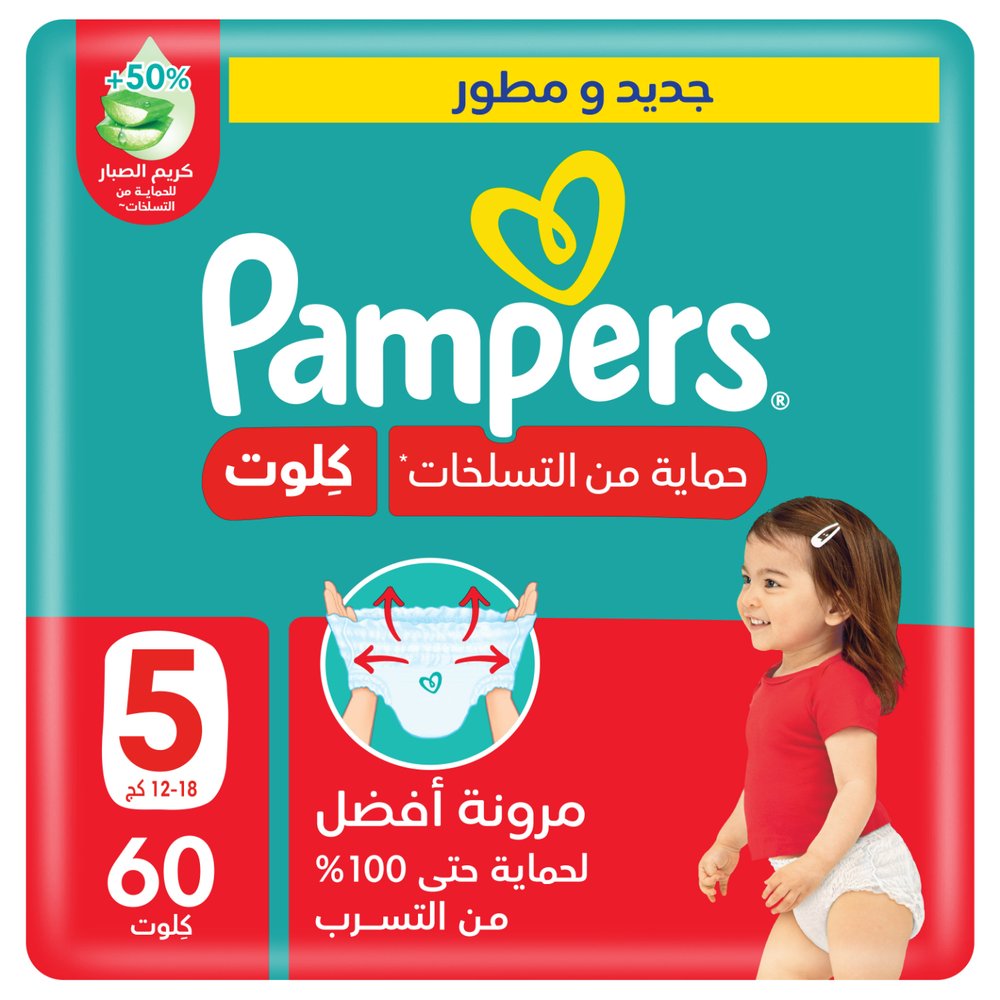 +50%
كريم الصبار
للحماية من
التسلخات~
جديد و مطور
Pampers®
حماية من التسلخات*
كِلوت
5
12-18 كج
60
كِلوت
مرونة أفضل
لحماية حتى 100%
من التسرب